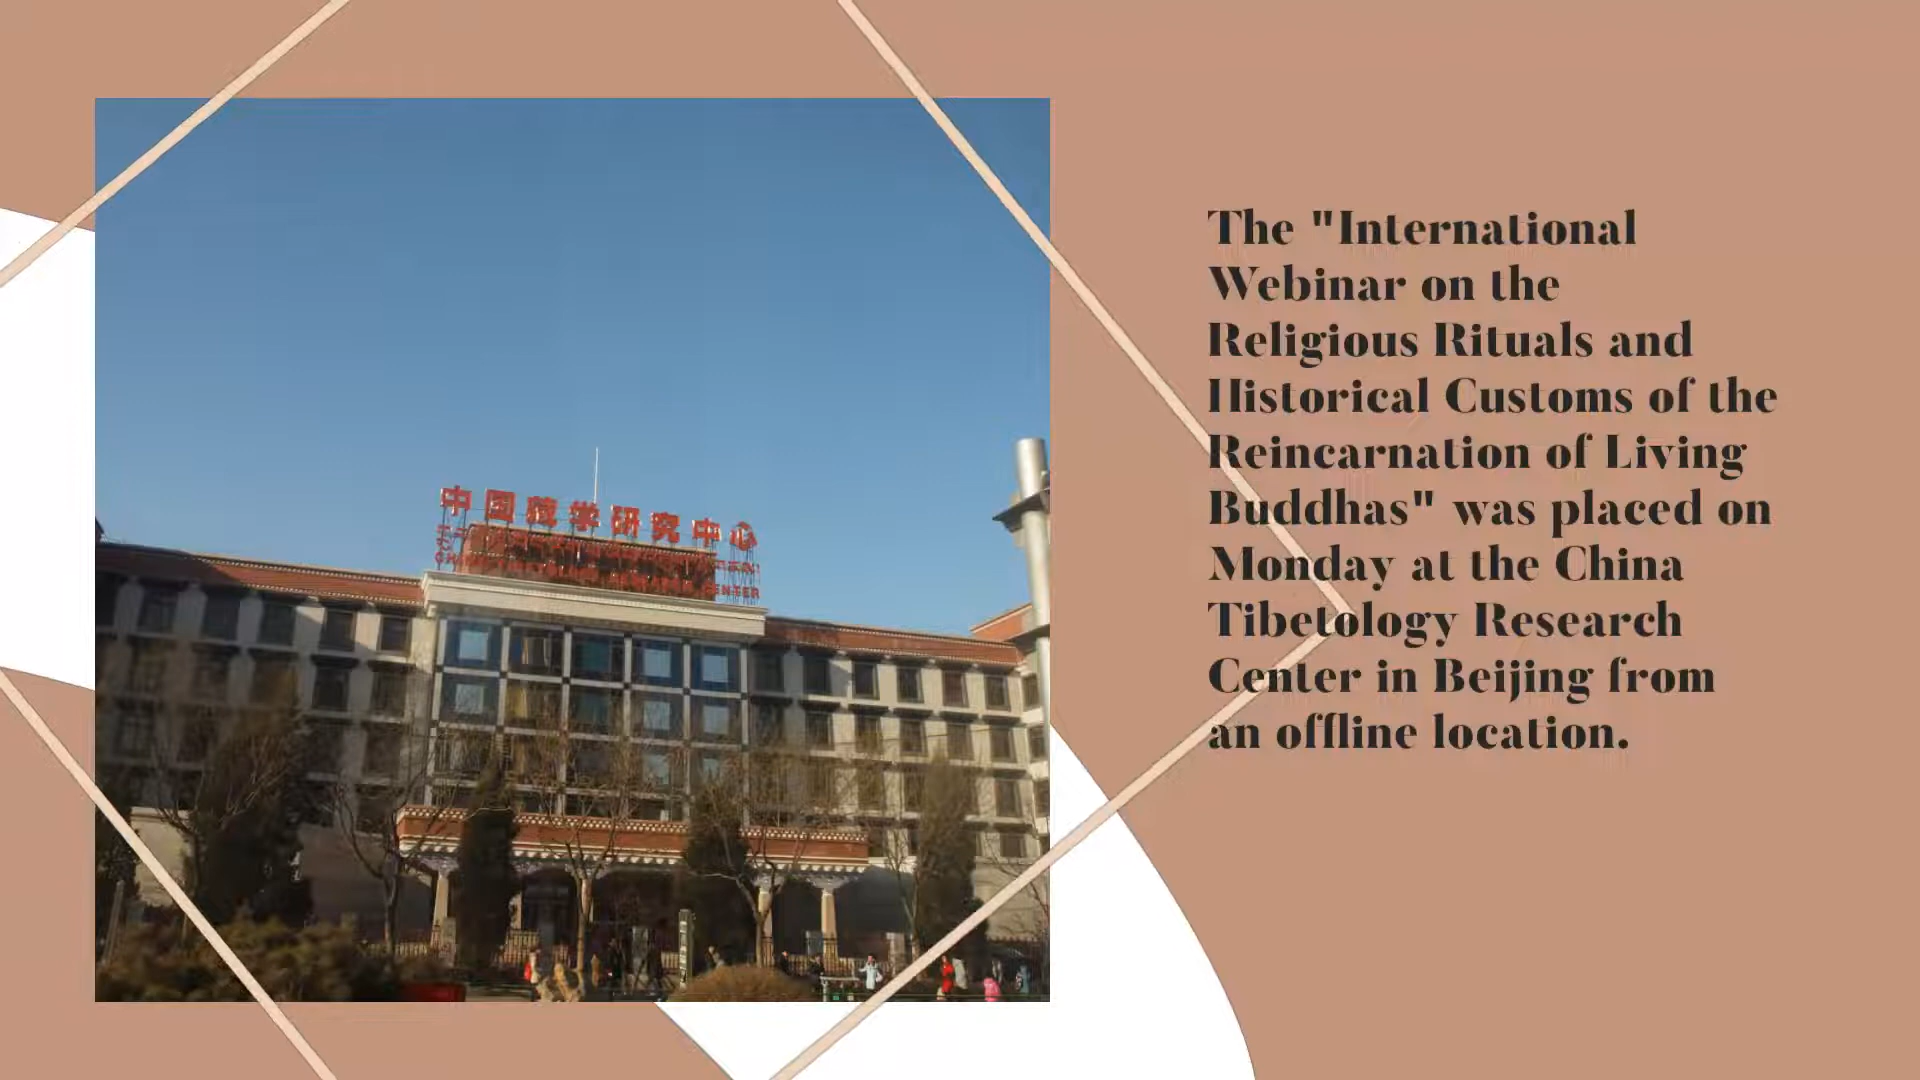 中国藏学研究中心
CENTER
The "International
Webinar on the
Religious Rituals and
Historical Customs of the
Reincarnation of Living
Buddhas" was placed on
Monday at the China
Tibetology Research
Center in Beijing from
an offline location.